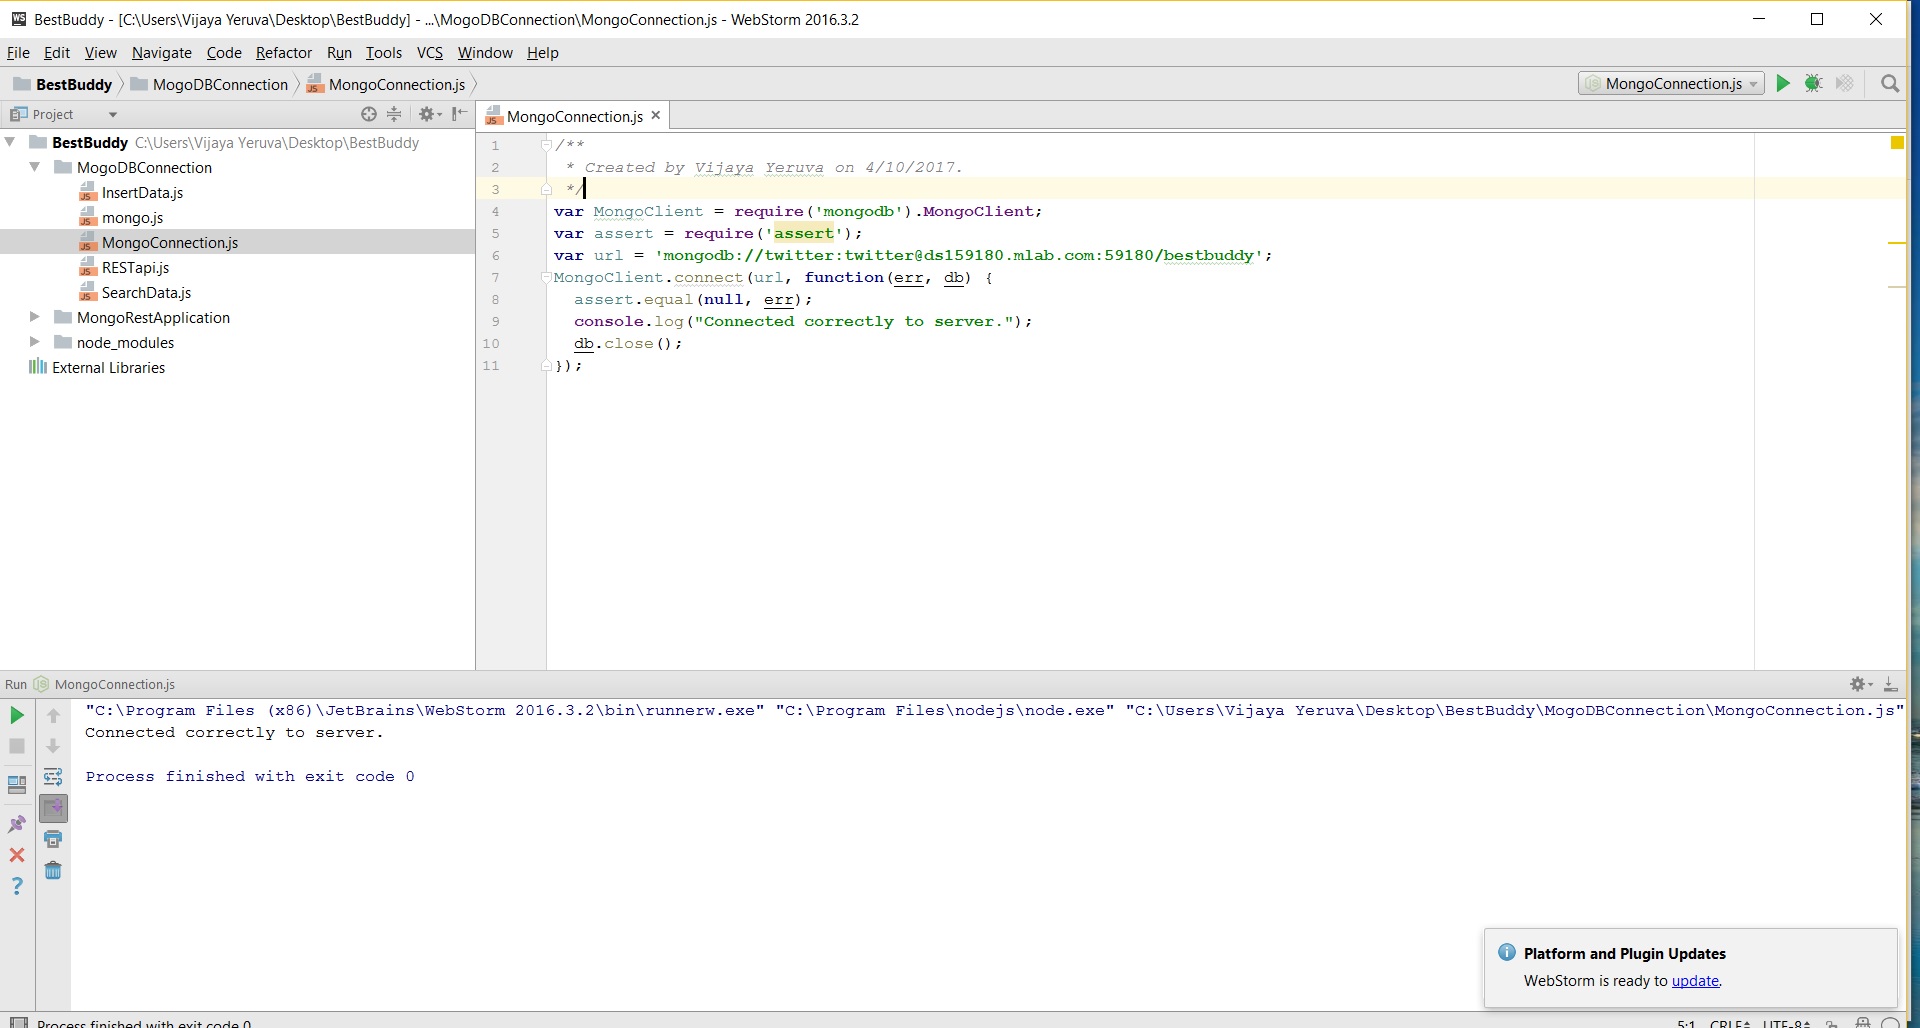 BestBuddy - [C:\Users\Vijaya Yeruva\Desktop\BestBuddy] - ...\MogoDBConnection\MongoConnection.js - WebStorm 2016.3.2
File Edit View Navigate Code Refactor Run Tools VCS Window Help
BestBuddy MogoDBConnection MongoConnection.js
MongoConnection.js
Project
MongoConnection.js
BestBuddy C:\Users\Vijaya Yeruva\Desktop\BestBuddy
MogoDBConnection
InsertData.js
mongo.js
MongoConnection.js
RESTapi.js
SearchData.js
MongoRestApplication
node_modules
External Libraries
1 /**
2 * Created by Vijaya Yeruva on 4/10/2017.
3 */
4 var MongoClient = require('mongodb').MongoClient;
5 var assert = require('assert');
6 var url = 'mongodb://twitter:twitter@ds159180.mlab.com:59180/bestbuddy';
7 MongoClient.connect(url, function(err, db) {
8 assert.equal(null, err);
9 console.log("Connected correctly to server.");
10 db.close();
11 });
Run MongoConnection.js
"C:\Program Files (x86)\JetBrains\WebStorm 2016.3.2\bin\runnerw.exe" "C:\Program Files\nodejs\node.exe" "C:\Users\Vijaya Yeruva\Desktop\BestBuddy\MogoDBConnection\MongoConnection.js"
Connected correctly to server.
Process finished with exit code 0
Platform and Plugin Updates
WebStorm is ready to update.
Process finished with exit code 0
5:1 CRLF UTF-8